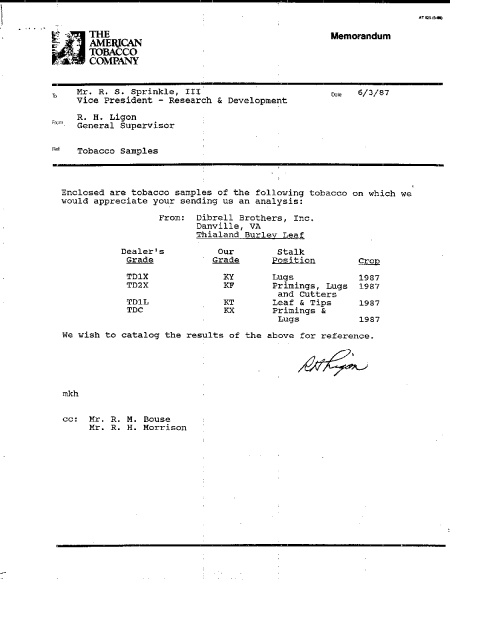 THE
AMERICAN
TOBACCO
COMPANY
Memorandum
To Mr. R. S. Sprinkle, III Date 6/3/87
Vice President - Research & Development
From R. H. Ligon
General Supervisor
Ref: Tobacco Samples
Enclosed are tobacco samples of the following tobacco on which we
would appreciate your sending us an analysis:
From: Dibrell Brothers, Inc.
Danville, VA
Thialand Burley Leaf
Dealer's Our Stalk
Grade Grade Position Crop
TD1X KY Lugs 1987
TD2X KF Primings, Lugs 1987
and Cutters
TD1L KT Leaf & Tips 1987
TDC KX Primings &
Lugs 1987
We wish to catalog the results of the above for reference.
RHLigon
mkh
cc: Mr. R. M. Bouse
Mr. R. H. Morrison